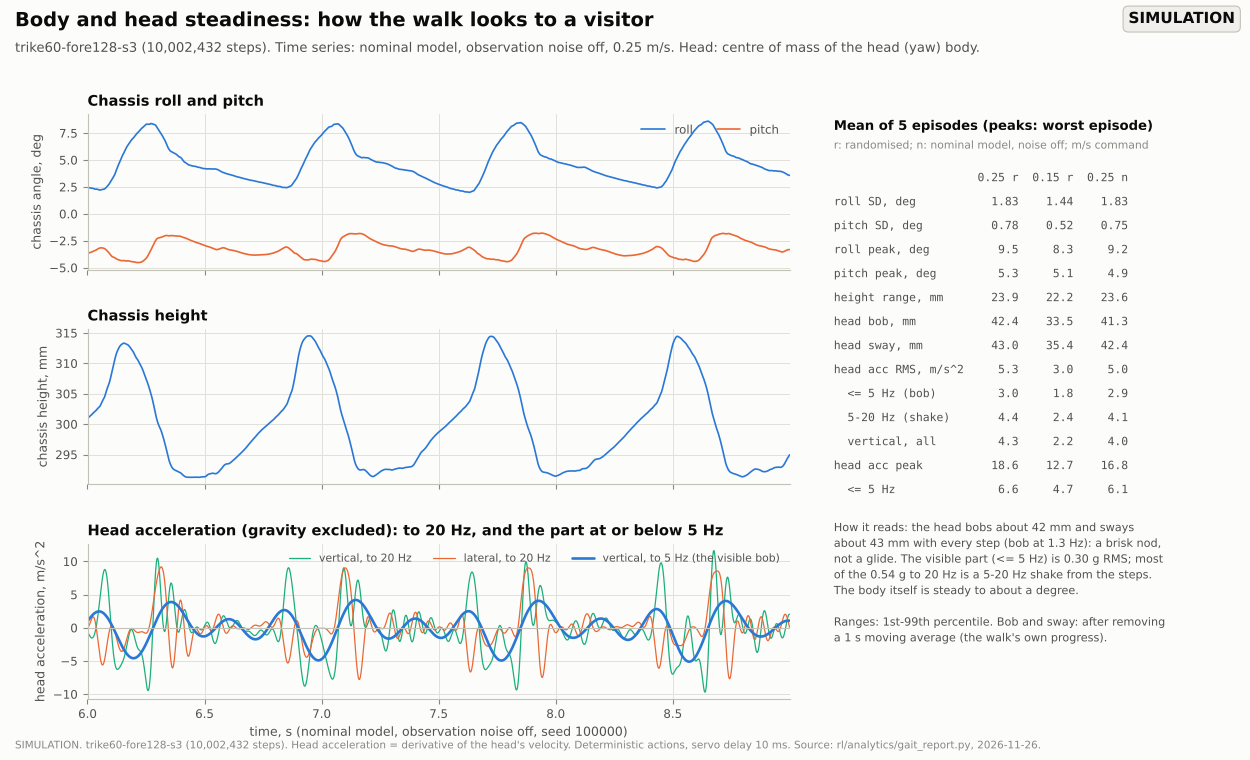 Body and head steadiness: how the walk looks to a visitor
SIMULATION
trike60-fore128-s3 (10,002,432 steps). Time series: nominal model, observation noise off, 0.25 m/s. Head: centre of mass of the head (yaw) body.
Chassis roll and pitch
roll
pitch
7.5
5.0
2.5
0.0
−2.5
−5.0
chassis angle, deg
Chassis height
315
310
305
300
295
chassis height, mm
Head acceleration (gravity excluded): to 20 Hz, and the part at or below 5 Hz
vertical, to 20 Hz
lateral, to 20 Hz
vertical, to 5 Hz (the visible bob)
10
5
0
−5
−10
head acceleration, m/s^2
6.0
6.5
7.0
7.5
8.0
8.5
time, s (nominal model, observation noise off, seed 100000)
Mean of 5 episodes (peaks: worst episode)
r: randomised; n: nominal model, noise off; m/s command
0.25 r 0.15 r 0.25 n
roll SD, deg 1.83 1.44 1.83
pitch SD, deg 0.78 0.52 0.75
roll peak, deg 9.5 8.3 9.2
pitch peak, deg 5.3 5.1 4.9
height range, mm 23.9 22.2 23.6
head bob, mm 42.4 33.5 41.3
head sway, mm 43.0 35.4 42.4
head acc RMS, m/s^2 5.3 3.0 5.0
<= 5 Hz (bob) 3.0 1.8 2.9
5-20 Hz (shake) 4.4 2.4 4.1
vertical, all 4.3 2.2 4.0
head acc peak 18.6 12.7 16.8
<= 5 Hz 6.6 4.7 6.1
How it reads: the head bobs about 42 mm and sways
about 43 mm with every step (bob at 1.3 Hz): a brisk nod,
not a glide. The visible part (<= 5 Hz) is 0.30 g RMS; most
of the 0.54 g to 20 Hz is a 5-20 Hz shake from the steps.
The body itself is steady to about a degree.
Ranges: 1st-99th percentile. Bob and sway: after removing
a 1 s moving average (the walk's own progress).
SIMULATION. trike60-fore128-s3 (10,002,432 steps). Head acceleration = derivative of the head's velocity. Deterministic actions, servo delay 10 ms. Source: rl/analytics/gait_report.py, 2026-11-26.